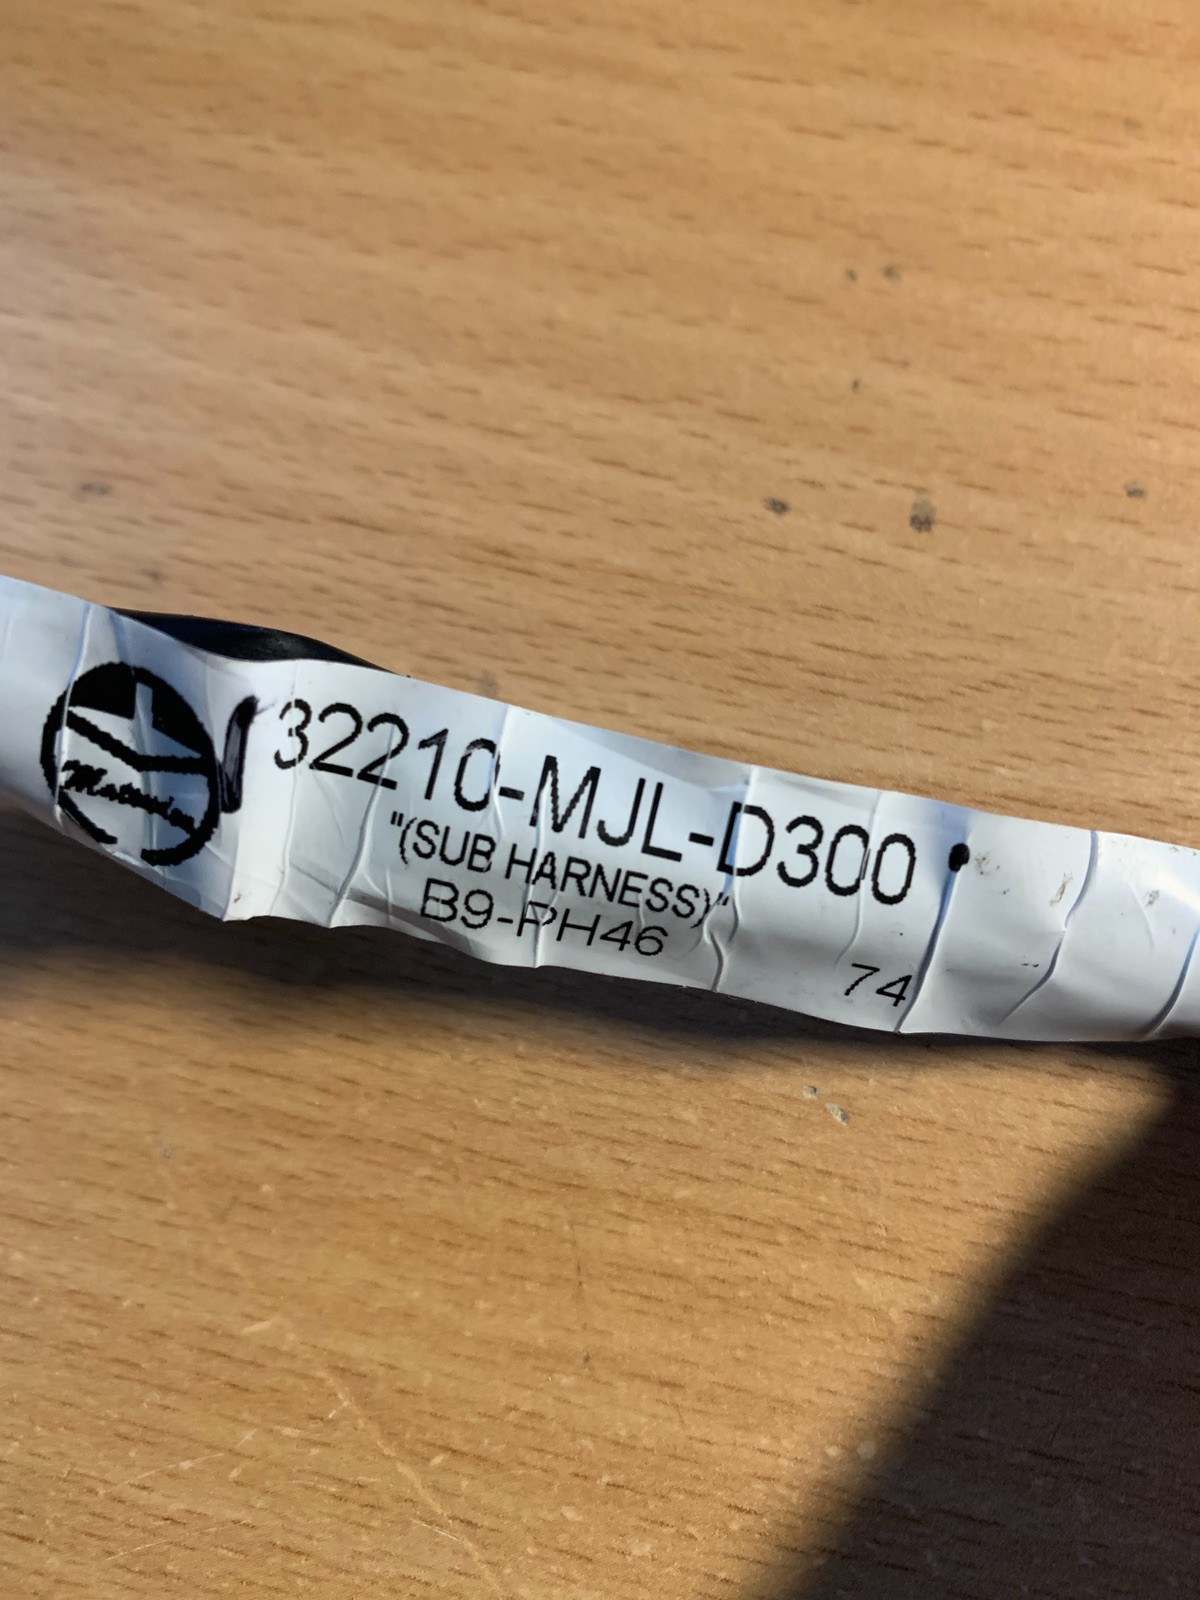 32210-MJL-D300
"(SUB HARNESS)"
B9-PH46
74